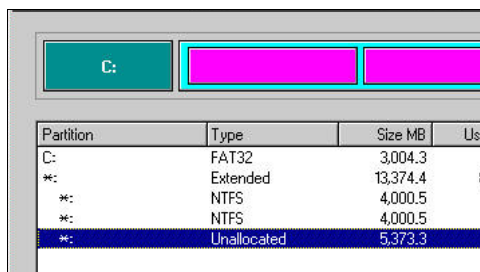 C:
Partition Type Size MB Us
C: FAT32 3,004.3
*: Extended 13,374.4
*: NTFS 4,000.5
*: NTFS 4,000.5
*: Unallocated 5,373.3